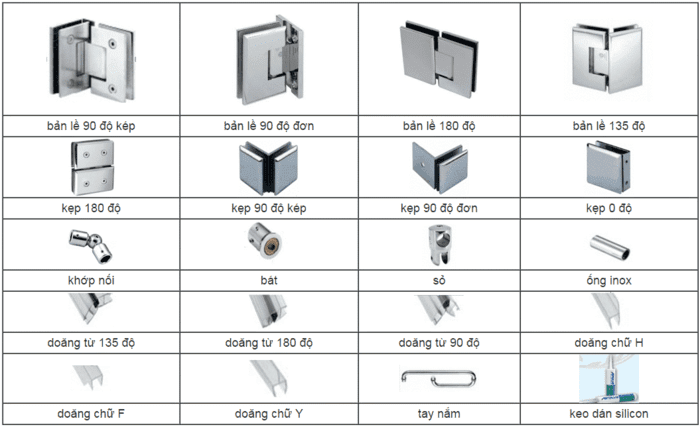 bản lề 90 độ kép
bản lề 90 độ đơn
bản lề 180 độ
bản lề 135 độ
kẹp 180 độ
kẹp 90 độ kép
kẹp 90 độ đơn
kẹp 0 độ
khớp nối
bát
sỏ
ống inox
doăng từ 135 độ
doăng từ 180 độ
doăng từ 90 độ
doăng chữ H
doăng chữ F
doăng chữ Y
tay nắm
keo dán silicon